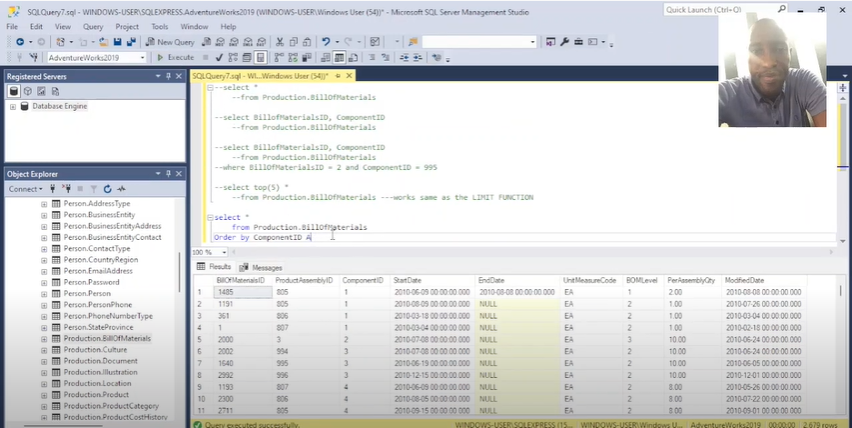 SQLQuery7.sql - WINDOWS-USER\SQLEXPRESS.AdventureWorks2019 (WINDOWS-USER\Windows User (54))* - Microsoft SQL Server Management Studio
Quick Launch (Ctrl+Q)
File Edit View Query Project Tools Window Help
New Query
AdventureWorks2019
Execute
Registered Servers
Database Engine
Object Explorer
Connect
Person.AddressType
Person.BusinessEntity
Person.BusinessEntityAddress
Person.BusinessEntityContact
Person.ContactType
Person.CountryRegion
Person.EmailAddress
Person.Password
Person.Person
Person.PersonPhone
Person.PhoneNumberType
Person.StateProvince
Production.BillOfMaterials
Production.Culture
Production.Document
Production.Illustration
Production.Location
Production.Product
Production.ProductCategory
Production.ProductCostHistory
SQLQuery7.sql - WI...Windows User (54))*
--select *
--from Production.BillOfMaterials
--select BillofMaterialsID, ComponentID
--from Production.BillOfMaterials
--select BillofMaterialsID, ComponentID
--from Production.BillOfMaterials
--where BillOfMaterialsID = 2 and ComponentID = 995
--select top(5) *
--from Production.BillOfMaterials ---works same as the LIMIT FUNCTION
select *
from Production.BillOfMaterials
Order by ComponentID A
100 %
Results Messages
BillOfMaterialsID ProductAssemblyID ComponentID StartDate EndDate UnitMeasureCode BOMLevel PerAssemblyQty ModifiedDate
1 1485 805 1 2010-06-09 00:00:00.000 2010-08-08 00:00:00.000 EA 1 2.00 2010-08-08 00:00:00.000
2 1191 805 1 2010-08-09 00:00:00.000 NULL EA 2 1.00 2010-07-26 00:00:00.000
3 361 806 1 2010-03-18 00:00:00.000 NULL EA 2 1.00 2010-03-04 00:00:00.000
4 1 807 1 2010-03-04 00:00:00.000 NULL EA 2 1.00 2010-02-18 00:00:00.000
5 2000 3 2 2010-07-08 00:00:00.000 NULL EA 3 10.00 2010-06-24 00:00:00.000
6 2002 994 3 2010-07-08 00:00:00.000 NULL EA 2 10.00 2010-06-24 00:00:00.000
7 1640 995 3 2010-06-19 00:00:00.000 NULL EA 2 10.00 2010-06-05 00:00:00.000
8 2992 996 3 2010-12-15 00:00:00.000 NULL EA 2 10.00 2010-12-01 00:00:00.000
9 1193 807 4 2010-06-09 00:00:00.000 NULL EA 2 8.00 2010-05-26 00:00:00.000
10 2300 806 4 2010-08-05 00:00:00.000 NULL EA 2 8.00 2010-07-22 00:00:00.000
11 2711 805 4 2010-09-15 00:00:00.000 NULL EA 2 8.00 2010-09-01 00:00:00.000
Query executed successfully. WINDOWS-USER\SQLEXPRESS (15... WINDOWS-USER\Windows U... AdventureWorks2019 00:00:00 2,679 rows